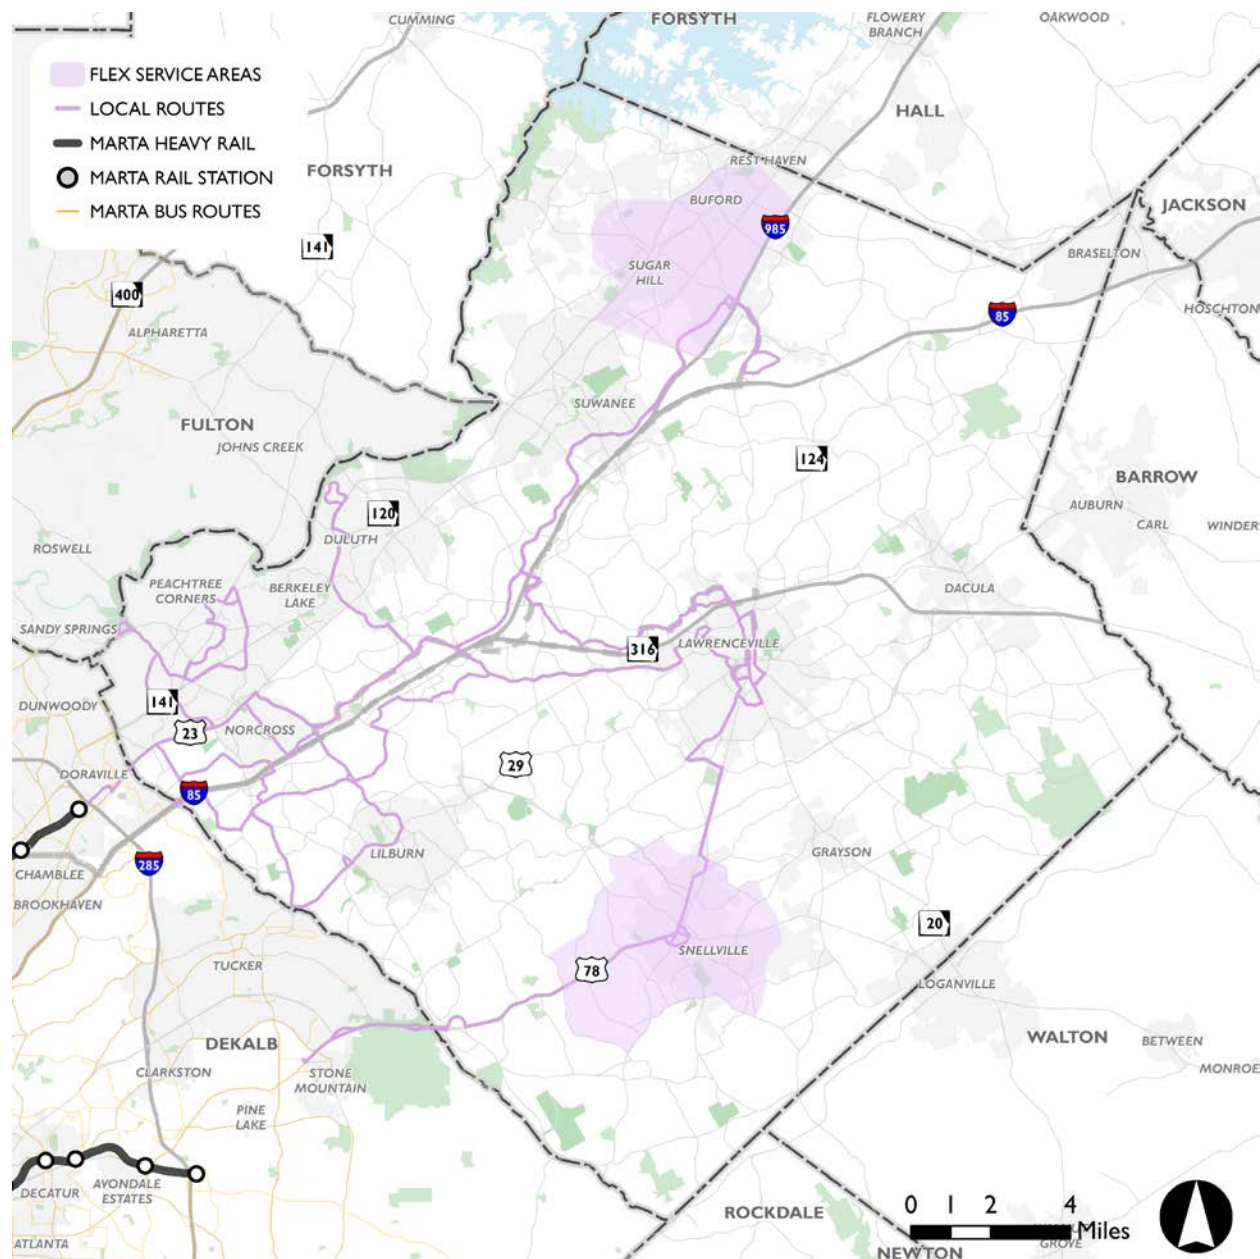 CUMMING
FORSYTH
FLOWERY
BRANCH
OAKWOOD
FLEX SERVICE AREAS
LOCAL ROUTES
MARTA HEAVY RAIL
MARTA RAIL STATION
MARTA BUS ROUTES
HALL
FORSYTH
REST HAVEN
BUFORD
JACKSON
985
141
BRASELTON
SUGAR
HILL
400
ALPHARETTA
85
HOSCHTON
SUWANEE
FULTON
JOHNS CREEK
124
BARROW
AUBURN
CARL
WINDER
120
DULUTH
ROSWELL
PEACHTREE
CORNERS
BERKELEY
LAKE
DACULA
SANDY SPRINGS
316
LAWRENCEVILLE
DUNWOODY
141
23
NORCROSS
29
DORAVILLE
85
285
CHAMBLEE
LILBURN
GRAYSON
BROOKHAVEN
20
TUCKER
SNELLVILLE
78
LOGANVILLE
DEKALB
WALTON
BETWEEN
CLARKSTON
STONE
MOUNTAIN
MONROE
PINE
LAKE
DECATUR
AVONDALE
ESTATES
ROCKDALE
0 1 2 4
Miles
ATLANTA
NEWTON
GROVE